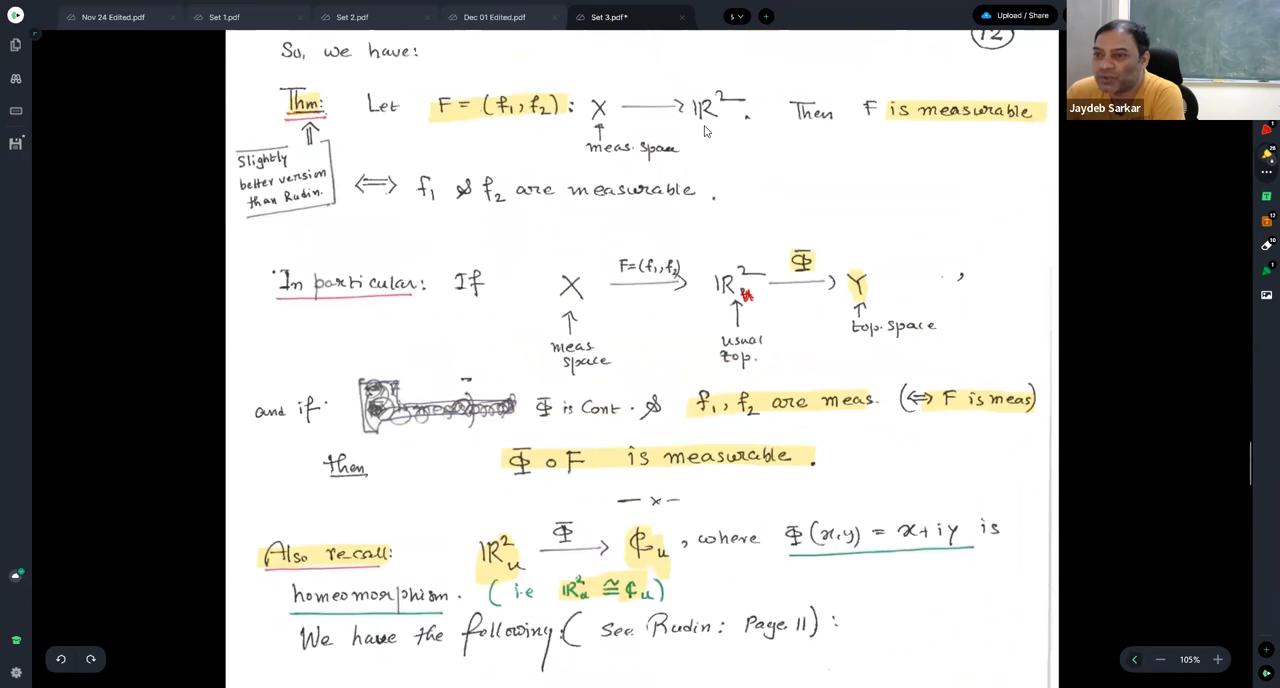 Nov 24 Edited.pdf
Set 1.pdf
Set 2.pdf
Dec 01 Edited.pdf
Set 3.pdf*
S
Upload / Share
Jaydeb Sarkar
12
So, we have:
Thm: Let F = (f₁, f₂) : X ⟶ ℝ². Then F is measurable
meas. space
Slightly
better version
than Rudin.
⟺ f₁ & f₂ are measurable.
In particular: If X ⟶ ℝ² ⟶ Y ,
F=(f₁,f₂)
Φ
meas.
space
usual
top.
top. space
and if Φ is cont. & f₁, f₂ are meas. (⟺ F is meas)
then Φ ∘ F is measurable.
— x —
Also recall: ℝ²ᵤ ⟶ ℂᵤ, where Φ(x,y) = x+iy is
Φ
homeomorphism. (i.e ℝ²ᵤ ≅ ℂᵤ)
We have the following: (See Rudin: Page 11) :
105%